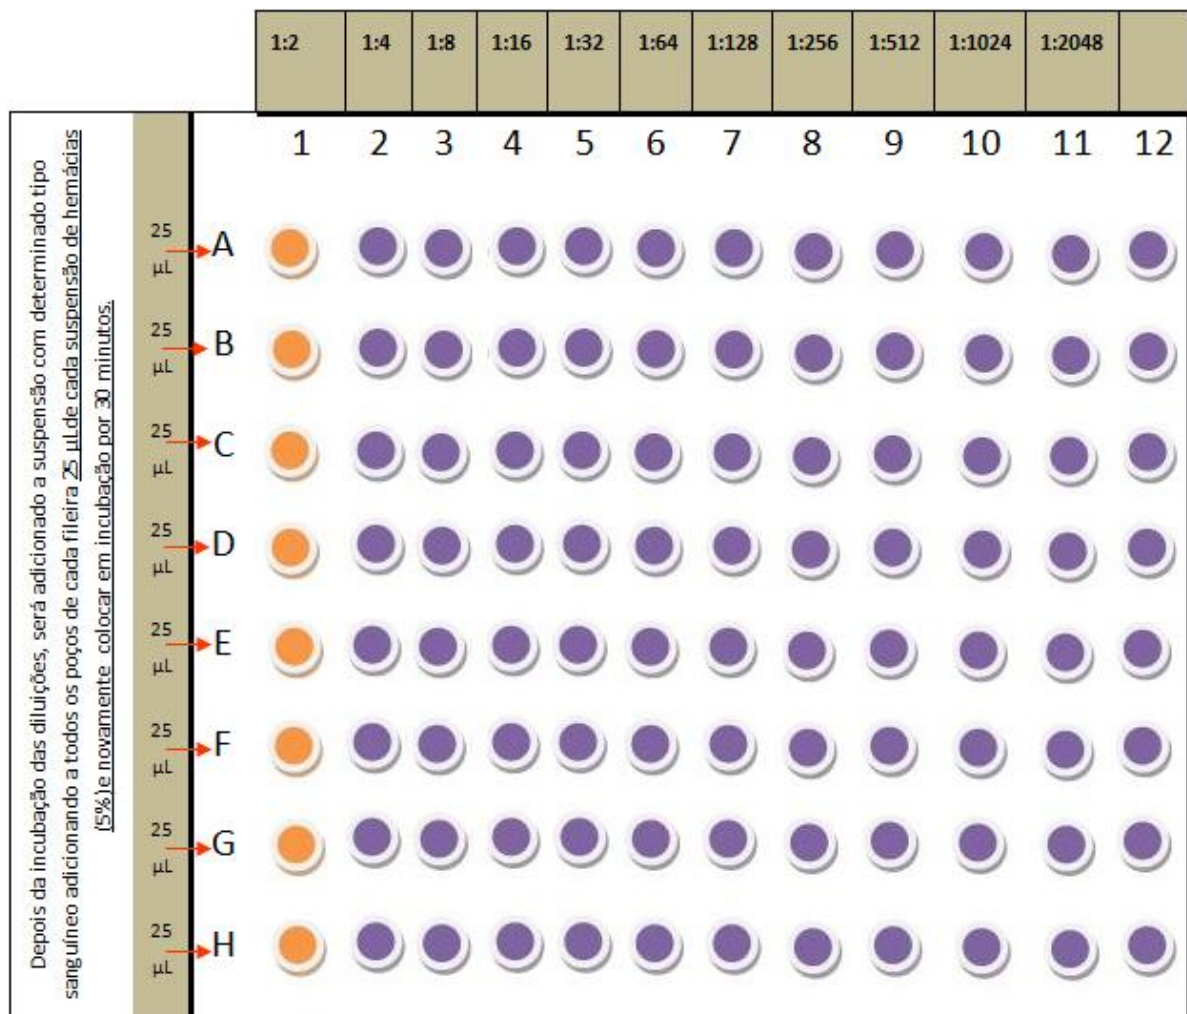 1:2 1:4 1:8 1:16 1:32 1:64 1:128 1:256 1:512 1:1024 1:2048
1 2 3 4 5 6 7 8 9 10 11 12
Depois da incubação das diluições, será adicionado a suspensão com determinado tipo
sanguíneo adicionando a todos os poços de cada fileira 25 µL de cada suspensão de hemácias
(5%) e novamente colocar em incubação por 30 minutos.
25
µL
A
25
µL
B
25
µL
C
25
µL
D
25
µL
E
25
µL
F
25
µL
G
25
µL
H